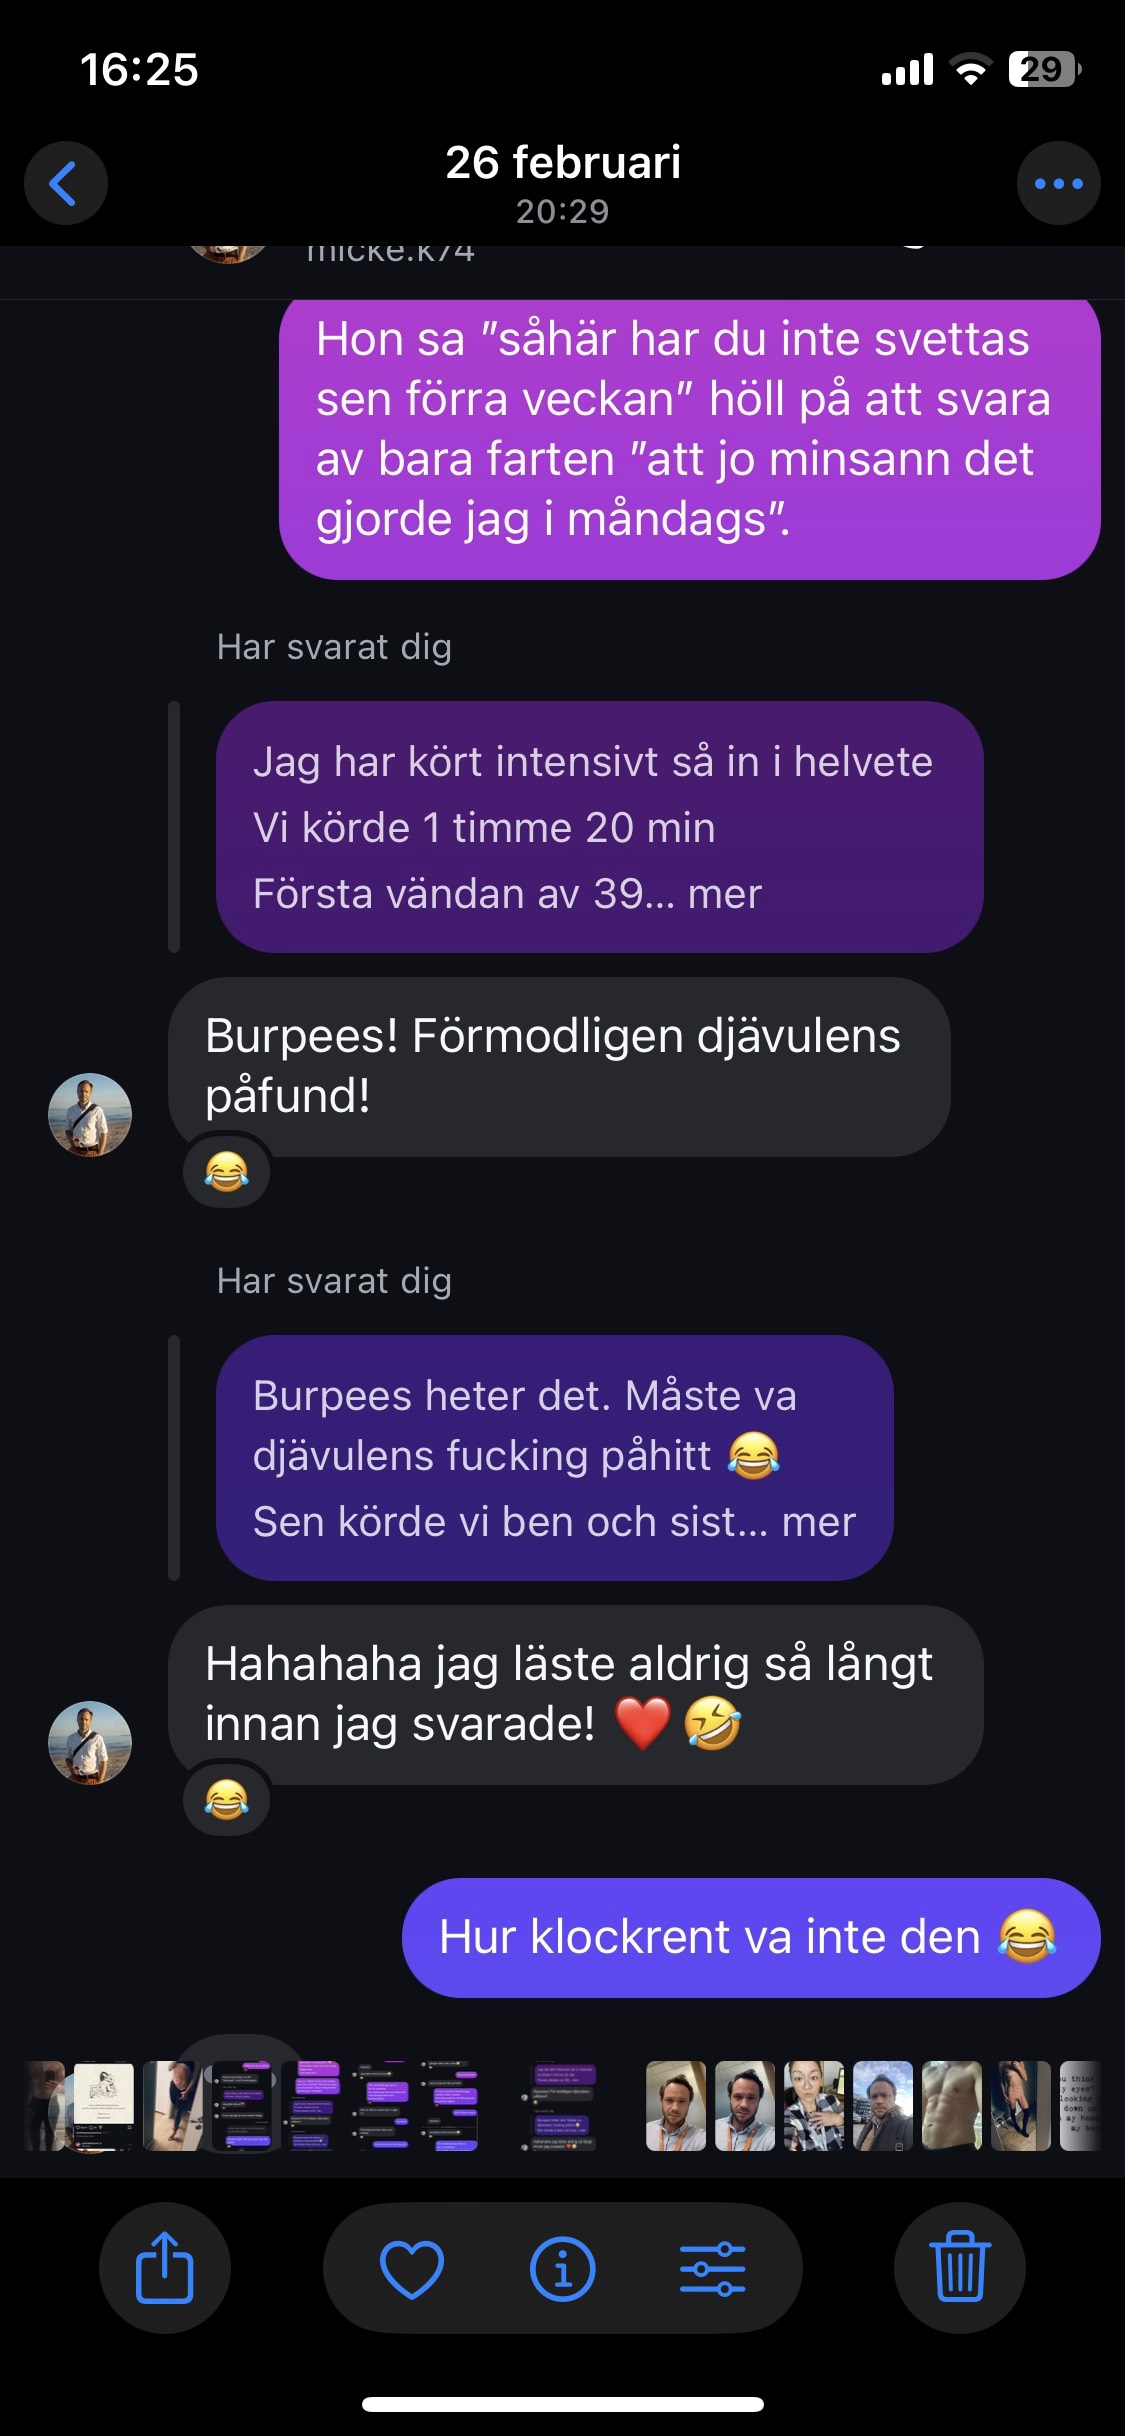 16:25
29
26 februari
20:29
micke.k74
Hon sa ”såhär har du inte svettas
sen förra veckan” höll på att svara
av bara farten ”att jo minsann det
gjorde jag i måndags”.
Har svarat dig
Jag har kört intensivt så in i helvete
Vi körde 1 timme 20 min
Första vändan av 39... mer
Burpees! Förmodligen djävulens
påfund!
😂
Har svarat dig
Burpees heter det. Måste va
djävulens fucking påhitt 😂
Sen körde vi ben och sist... mer
Hahahaha jag läste aldrig så långt
innan jag svarade! ❤️🤣
😂
Hur klockrent va inte den 😂